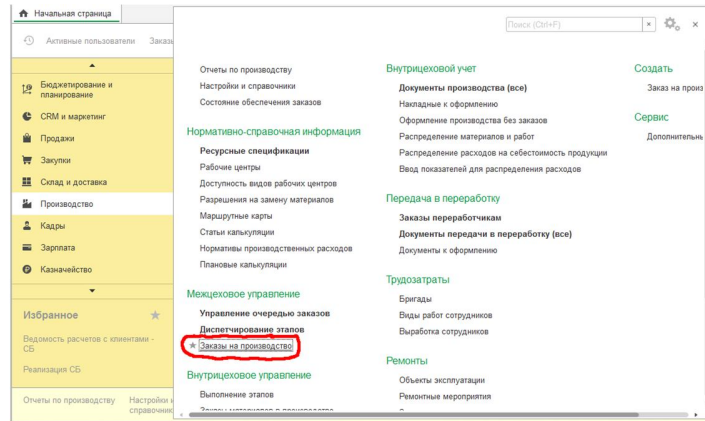 Начальная страница
Поиск (Ctrl+F)
×
×
Активные пользователи
Бюджетирование и
планирование
CRM и маркетинг
Продажи
Закупки
Склад и доставка
Производство
Кадры
Зарплата
Казначейство
Избранное
Ведомость расчетов с клиентами -
СБ
Реализация СБ
Отчеты по производству
Настройки и
Отчеты по производству
Настройки и справочники
Состояние обеспечения заказов
Нормативно-справочная информация
Ресурсные спецификации
Рабочие центры
Доступность видов рабочих центров
Разрешения на замену материалов
Маршрутные карты
Статьи калькуляции
Нормативы производственных расходов
Плановые калькуляции
Межцеховое управление
Управление очередью заказов
Диспетчирование этапов
Заказы на производство
Внутрицеховое управление
Выполнение этапов
Внутрицеховой учет
Документы производства (все)
Накладные к оформлению
Оформление производства без заказов
Распределение материалов и работ
Распределение расходов на себестоимость продукции
Ввод показателей для распределения расходов
Передача в переработку
Заказы переработчикам
Документы передачи в переработку (все)
Документы к оформлению
Трудозатраты
Бригады
Виды работ сотрудников
Выработка сотрудников
Ремонты
Объекты эксплуатации
Ремонтные мероприятия
Создать
Заказ на произ
Сервис